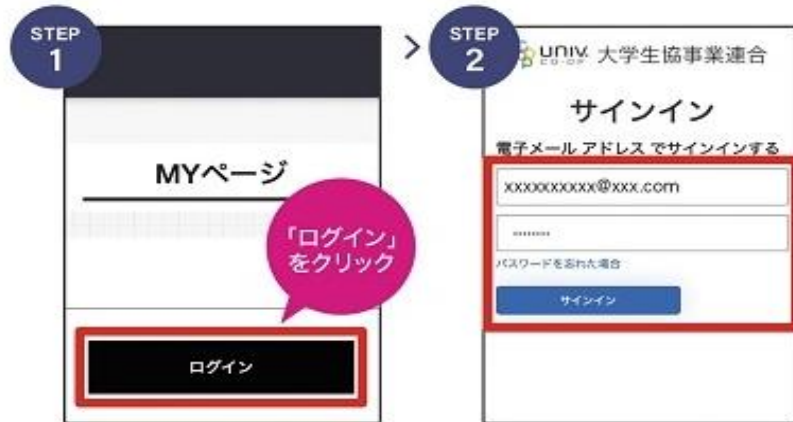 STEP
1
MYページ
「ログイン」
をクリック
ログイン
>
STEP
2
UNIV.
CO-OP
大学生協事業連合
サインイン
電子メール アドレス でサインインする
xxxxxxxxxx@xxx.com
パスワードを忘れた場合
サインイン